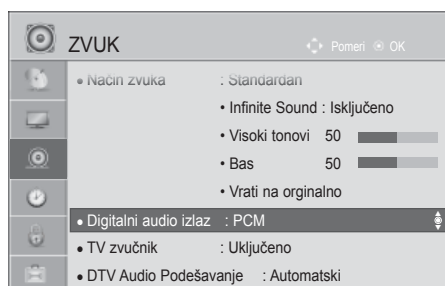 ZVUK
Pomeri OK
• Način zvuka : Standardan
• Infinite Sound : Isključeno
• Visoki tonovi 50
• Bas 50
• Vrati na orginalno
• Digitalni audio izlaz : PCM
• TV zvučnik : Uključeno
• DTV Audio Podešavanje : Automatski